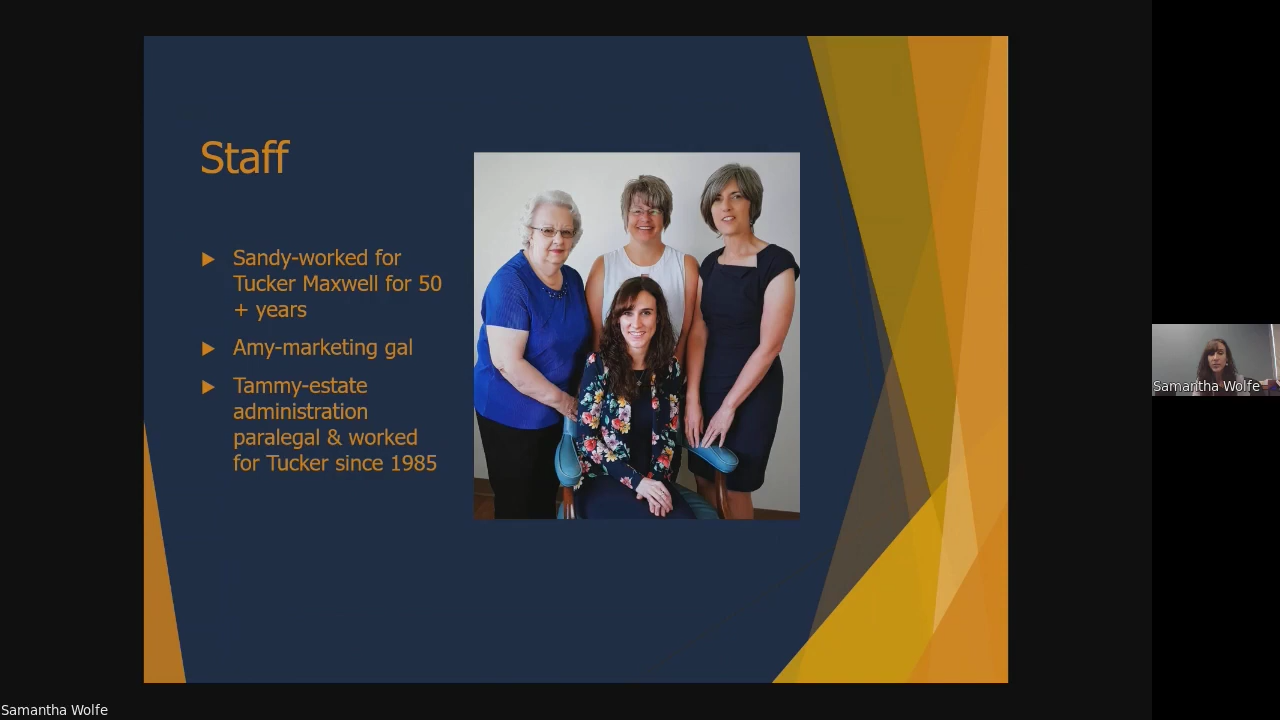 Staff
Sandy-worked for
Tucker Maxwell for 50
+ years
Amy-marketing gal
Tammy-estate
administration
paralegal & worked
for Tucker since 1985
Samantha Wolfe
Samantha Wolfe